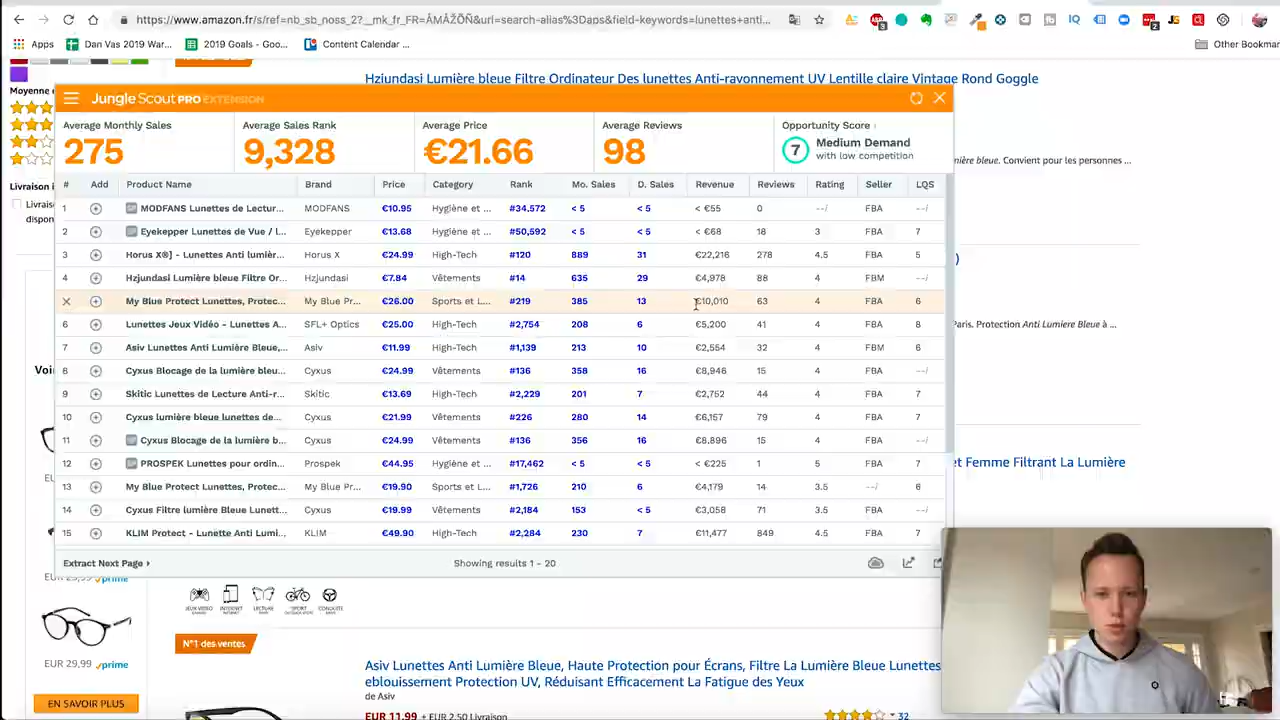 https://www.amazon.fr/s/ref=nb_sb_noss_2?__mk_fr_FR=ÅMÅŽÕÑ&url=search-alias%3Daps&field-keywords=lunettes+anti...
Apps Dan Vas 2019 War... 2019 Goals - Goo... Content Calendar ... Other Bookmar
Hziundasi Lumière bleue Filtre Ordinateur Des lunettes Anti-rayonnement UV Lentille claire Vintage Rond Goggle
Moyenne
Jungle Scout PRO EXTENSION
Average Monthly Sales Average Sales Rank Average Price Average Reviews Opportunity Score
275 9,328 €21.66 98 7 Medium Demand
with low competition
mière bleue. Convient pour les personnes ...
# Add Product Name Brand Price Category Rank Mo. Sales D. Sales Revenue Reviews Rating Seller LQS
Livraison
Livrais
dispon
1 MODFANS Lunettes de Lectur... MODFANS €10.95 Hygiène et ... #34,572 < 5 < 5 < €55 0 --/ FBA --/
2 Eyekepper Lunettes de Vue / l... Eyekepper €13.68 Hygiène et ... #50,592 < 5 < 5 < €68 18 3 FBA 7
3 Horus X®] - Lunettes Anti lumiè... Horus X €24.99 High-Tech #120 889 31 €22,216 278 4.5 FBA 5
4 Hzjundasi Lumière bleue Filtre Or... Hzjundasi €7.84 Vêtements #14 635 29 €4,978 88 4 FBM --/
My Blue Protect Lunettes, Protec... My Blue Pr... €26.00 Sports et L... #219 385 13 €10,010 63 4 FBA 6
6 Lunettes Jeux Vidéo - Lunettes A... SFL+ Optics €25.00 High-Tech #2,754 208 6 €5,200 41 4 FBA 8
Paris. Protection Anti Lumiere Bleue à ...
7 Asiv Lunettes Anti Lumière Bleue,... Asiv €11.99 High-Tech #1,139 213 10 €2,554 32 4 FBM 6
Voi
8 Cyxus Blocage de la lumière bleu... Cyxus €24.99 Vêtements #136 358 16 €8,946 15 4 FBA --/
9 Skitic Lunettes de Lecture Anti-r... Skitic €13.69 High-Tech #2,229 201 7 €2,752 44 4 FBA 7
10 Cyxus lumière bleue lunettes de... Cyxus €21.99 Vêtements #226 280 14 €6,157 79 4 FBA 7
11 Cyxus Blocage de la lumière b... Cyxus €24.99 Vêtements #136 356 16 €8,896 15 4 FBA --/
12 PROSPEK Lunettes pour ordin... Prospek €44.95 Hygiène et ... #17,462 < 5 < 5 < €225 1 5 FBA 7
et Femme Filtrant La Lumière
13 My Blue Protect Lunettes, Protec... My Blue Pr... €19.90 Sports et L... #1,726 210 6 €4,179 14 3.5 --/ 6
14 Cyxus Filtre lumière Bleue Lunett... Cyxus €19.99 Vêtements #2,184 153 < 5 €3,058 71 3.5 FBA 7
15 KLIM Protect - Lunette Anti Lumi... KLIM €49.90 High-Tech #2,284 230 7 €11,477 849 4.5 FBA 7
Extract Next Page Showing results 1 - 20
EUR 29,99 prime
JEUX VIDEO INTERNET LECTURE SPORT CONDUITE
N°1 des ventes
EUR 29,99 prime
Asiv Lunettes Anti Lumière Bleue, Haute Protection pour Écrans, Filtre La Lumière Bleue Lunettes
eblouissement Protection UV, Réduisant Efficacement La Fatigue des Yeux
de Asiv
EN SAVOIR PLUS
EUR 11,99 + EUR 2,50 Livraison 32